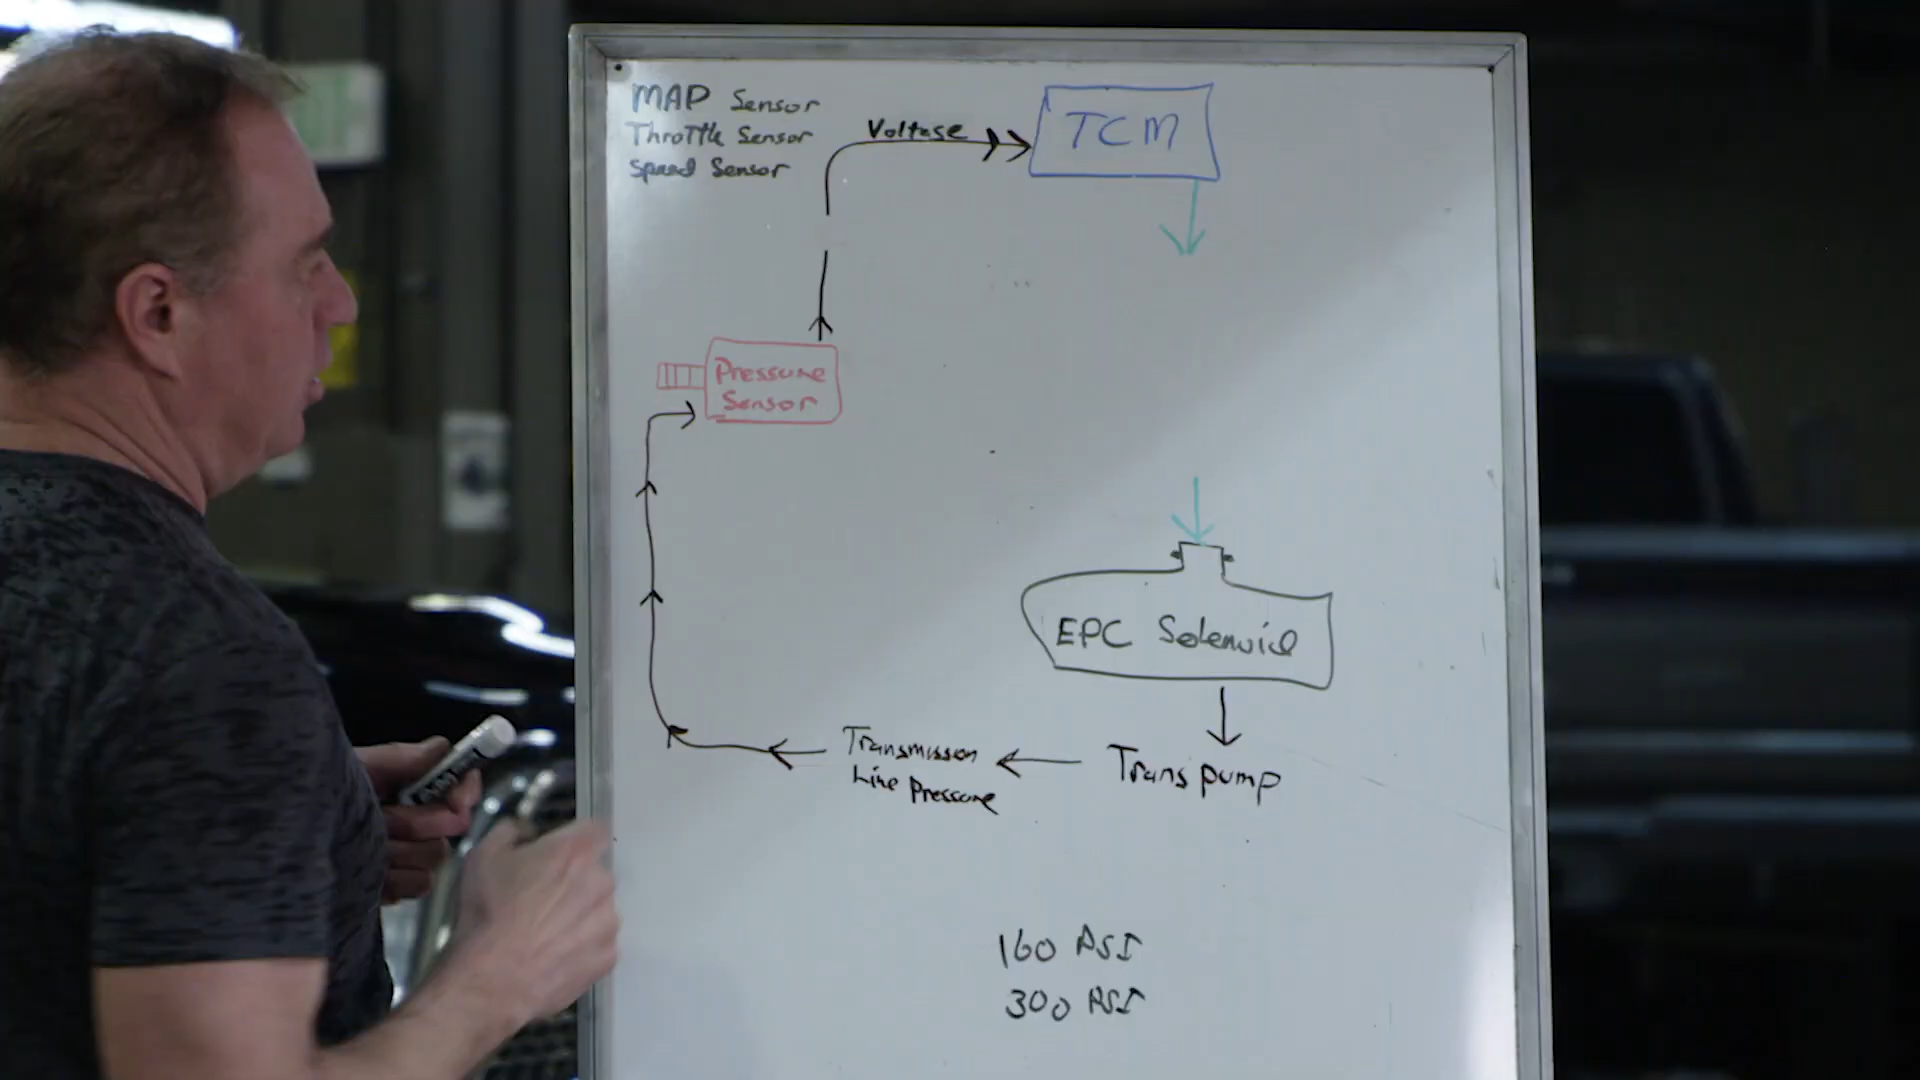 MAP Sensor
Throttle Sensor
Speed Sensor
Voltage
TCM
Pressure
Sensor
EPC Solenoid
Transmission
Line Pressure
Trans pump
160 PSI
300 PSI